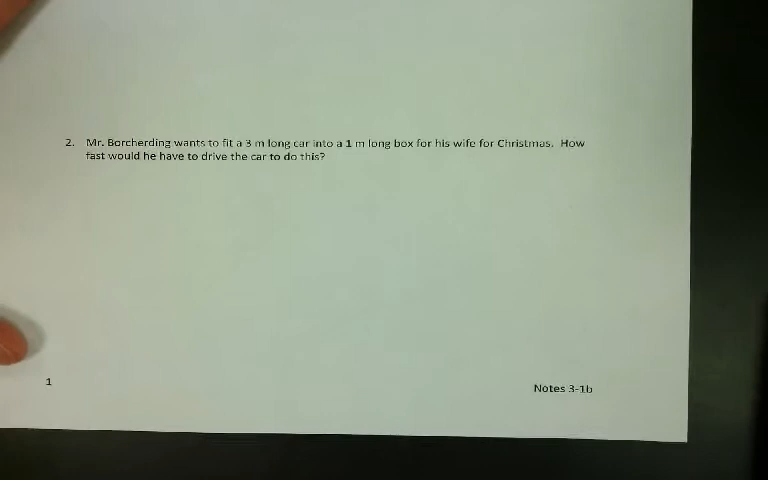 2. Mr. Borcherding wants to fit a 3 m long car into a 1 m long box for his wife for Christmas. How
fast would he have to drive the car to do this?
1
Notes 3-1b